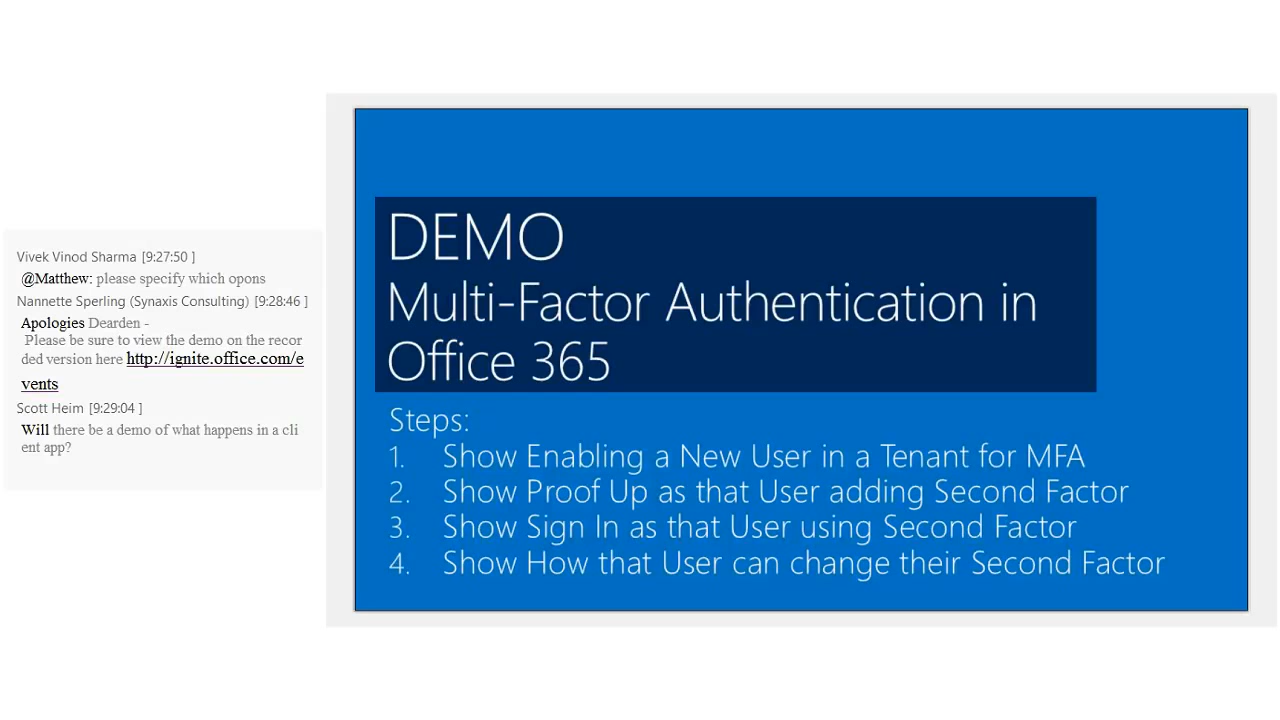 Vivek Vinod Sharma [9:27:50 ]
@Matthew: please specify which opons
Nannette Sperling (Synaxis Consulting) [9:28:46 ]
Apologies Dearden -
Please be sure to view the demo on the recor
ded version here http://ignite.office.com/e
vents
Scott Heim [9:29:04 ]
Will there be a demo of what happens in a cli
ent app?
DEMO
Multi-Factor Authentication in
Office 365
Steps:
1. Show Enabling a New User in a Tenant for MFA
2. Show Proof Up as that User adding Second Factor
3. Show Sign In as that User using Second Factor
4. Show How that User can change their Second Factor